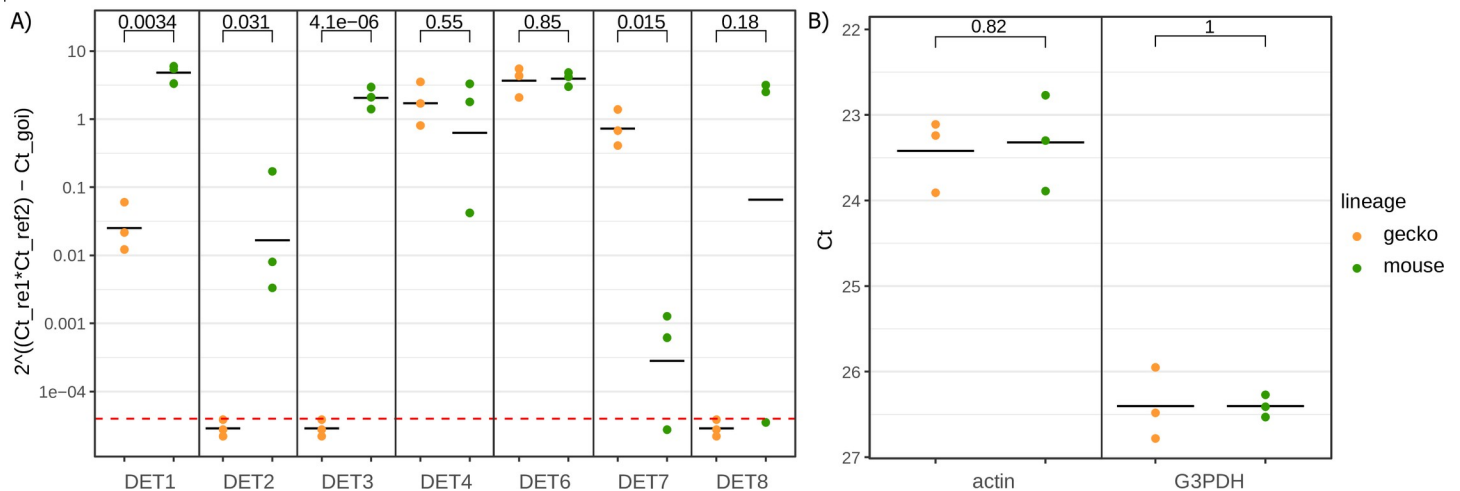 A)
0.0034 0.031 4.1e−06 0.55 0.85 0.015 0.18
10
1
0.1
0.01
0.001
1e−04
2^((Ct_re1*Ct_ref2) − Ct_goi)
DET1 DET2 DET3 DET4 DET6 DET7 DET8
B)
0.82 1
22
23
24
25
26
27
Ct
actin G3PDH
lineage
gecko
mouse